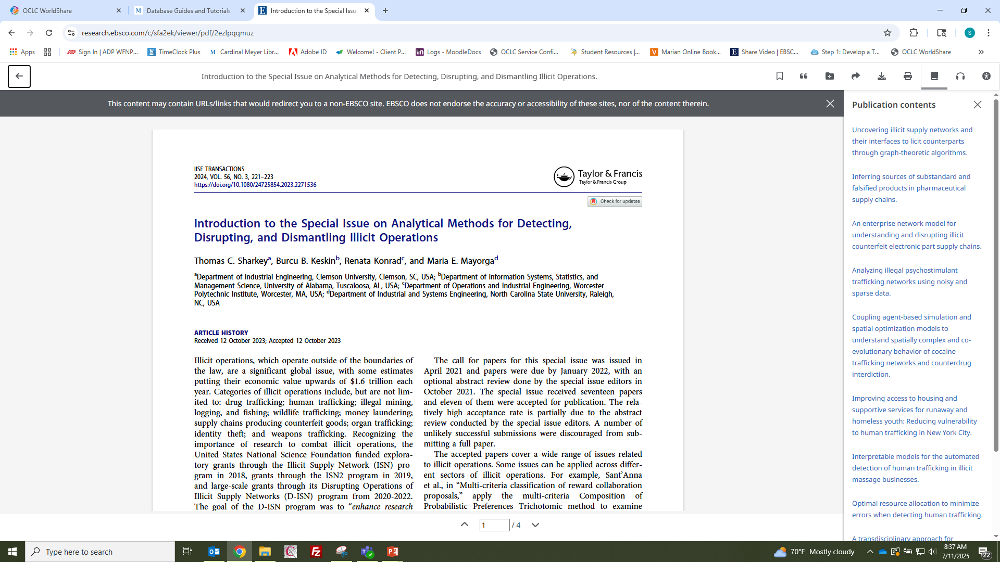 OCLC WorldShare
Database Guides and Tutorials
Introduction to the Special Issu
research.ebsco.com/c/sfa2ek/viewer/pdf/2ezlpqqmuz
S
Apps
Sign In | ADP WFNP...
TimeClock Plus
Cardinal Meyer Libr...
Adobe ID
Welcome! - Client P...
Logs - MoodleDocs
OCLC Service Confi...
Student Resources |...
Marian Online Book...
Share Video | EBSC...
Step 1: Develop a T...
OCLC WorldShare
Introduction to the Special Issue on Analytical Methods for Detecting, Disrupting, and Dismantling Illicit Operations.
This content may contain URLs/links that would redirect you to a non-EBSCO site. EBSCO does not endorse the accuracy or accessibility of these sites, nor of the content therein.
IISE TRANSACTIONS
2024, VOL. 56, NO. 3, 221–223
https://doi.org/10.1080/24725854.2023.2271536
Taylor & Francis
Taylor & Francis Group
Check for updates
Introduction to the Special Issue on Analytical Methods for Detecting,
Disrupting, and Dismantling Illicit Operations
Thomas C. Sharkeya, Burcu B. Keskinb, Renata Konradc, and Maria E. Mayorgad
aDepartment of Industrial Engineering, Clemson University, Clemson, SC, USA; bDepartment of Information Systems, Statistics, and
Management Science, University of Alabama, Tuscaloosa, AL, USA; cDepartment of Operations and Industrial Engineering, Worcester
Polytechnic Institute, Worcester, MA, USA; dDepartment of Industrial and Systems Engineering, North Carolina State University, Raleigh,
NC, USA
ARTICLE HISTORY
Received 12 October 2023; Accepted 12 October 2023
Illicit operations, which operate outside of the boundaries of
the law, are a significant global issue, with some estimates
putting their economic value upwards of $1.6 trillion each
year. Categories of illicit operations include, but are not lim-
ited to: drug trafficking; human trafficking; illegal mining,
logging, and fishing; wildlife trafficking; money laundering;
supply chains producing counterfeit goods; organ trafficking;
identity theft; and weapons trafficking. Recognizing the
importance of research to combat illicit operations, the
United States National Science Foundation funded explora-
tory grants through the Illicit Supply Network (ISN) pro-
gram in 2018, grants through the ISN2 program in 2019,
and large-scale grants through its Disrupting Operations of
Illicit Supply Networks (D-ISN) program from 2020-2022.
The goal of the D-ISN program was to “enhance research
The call for papers for this special issue was issued in
April 2021 and papers were due by January 2022, with an
optional abstract review done by the special issue editors in
October 2021. The special issue received seventeen papers
and eleven of them were accepted for publication. The rela-
tively high acceptance rate is partially due to the abstract
review conducted by the special issue editors. A number of
unlikely successful submissions were discouraged from sub-
mitting a full paper.
The accepted papers cover a wide range of issues related
to illicit operations. Some issues can be applied across differ-
ent sectors of illicit operations. For example, Sant’Anna
et al., in “Multi-criteria classification of reward collaboration
proposals,” apply the multi-criteria Composition of
Probabilistic Preferences Trichotomic method to examine
1 / 4
Publication contents
Uncovering illicit supply networks and
their interfaces to licit counterparts
through graph-theoretic algorithms.
Inferring sources of substandard and
falsified products in pharmaceutical
supply chains.
An enterprise network model for
understanding and disrupting illicit
counterfeit electronic part supply chains.
Analyzing illegal psychostimulant
trafficking networks using noisy and
sparse data.
Coupling agent-based simulation and
spatial optimization models to
understand spatially complex and co-
evolutionary behavior of cocaine
trafficking networks and counterdrug
interdiction.
Improving access to housing and
supportive services for runaway and
homeless youth: Reducing vulnerability
to human trafficking in New York City.
Interpretable models for the automated
detection of human trafficking in illicit
massage businesses.
Optimal resource allocation to minimize
errors when detecting human trafficking.
A transdisciplinary approach for
Type here to search
70°F Mostly cloudy
8:37 AM
7/11/2025
22